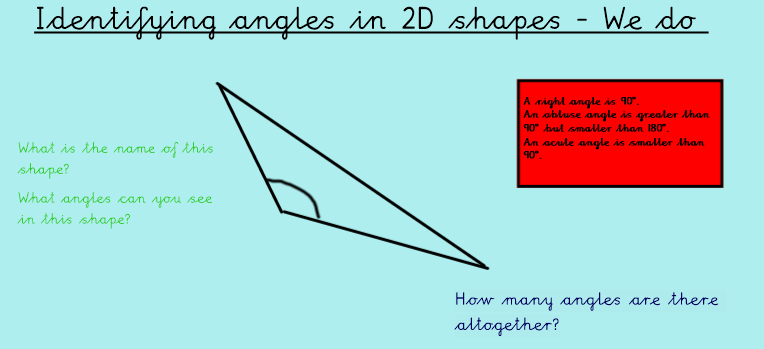 Identifying angles in 2D shapes - We do
What is the name of this
shape?
What angles can you see
in this shape?
A right angle is 90°.
An obtuse angle is greater than
90° but smaller than 180°.
An acute angle is smaller than
90°.
How many angles are there
altogether?